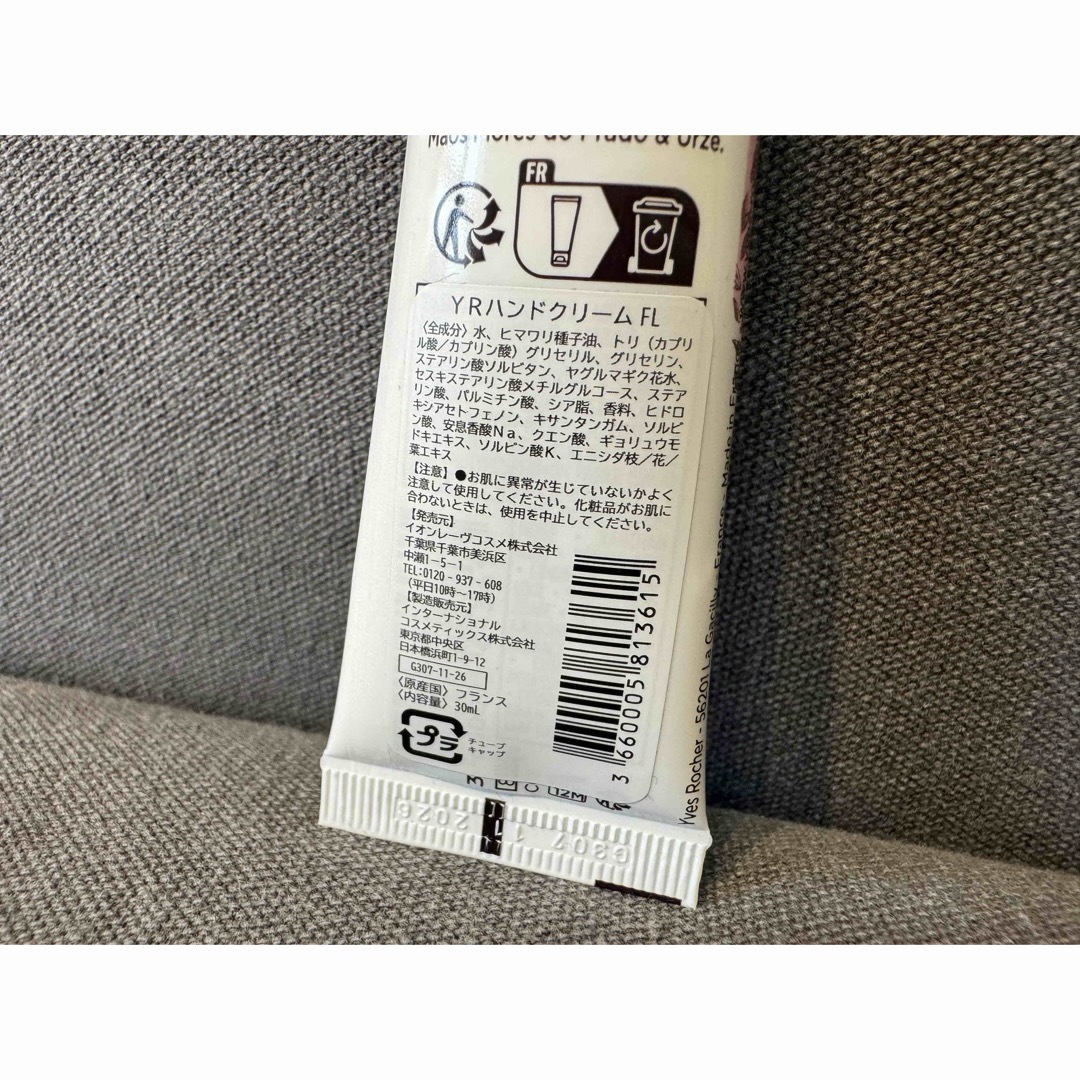 Mãos Flores do Prado & Urze.
FR
YRハンドクリーム FL
〈全成分〉水、ヒマワリ種子油、トリ（カプリ
ル酸／カプリン酸）グリセリル、グリセリン、
ステアリン酸ソルビタン、ヤグルマギク花水、
セスキステアリン酸メチルグルコース、ステア
リン酸、パルミチン酸、シア脂、香料、ヒドロ
キシアセトフェノン、キサンタンガム、ソルビ
ン酸、安息香酸Na、クエン酸、ギョリュウモ
ドキエキス、ソルビン酸K、エニシダ枝／花／
葉エキス
【注意】●お肌に異常が生じていないかよく
注意して使用してください。化粧品がお肌に
合わないときは、使用を中止してください。
【発売元】
イオンレーヴコスメ株式会社
千葉県千葉市美浜区
中瀬1－5－1
TEL:0120－937－608
（平日10時～17時）
【製造販売元】
インターナショナル
コスメティックス株式会社
東京都中央区
日本橋浜町1-9-12
G307-11-26
〈原産国〉フランス
〈内容量〉30mL
プラ
チューブ
キャップ
3 660005 813615
12M
Yves Rocher - 56201 La Gacilly - France - Made in
G307 11 2026